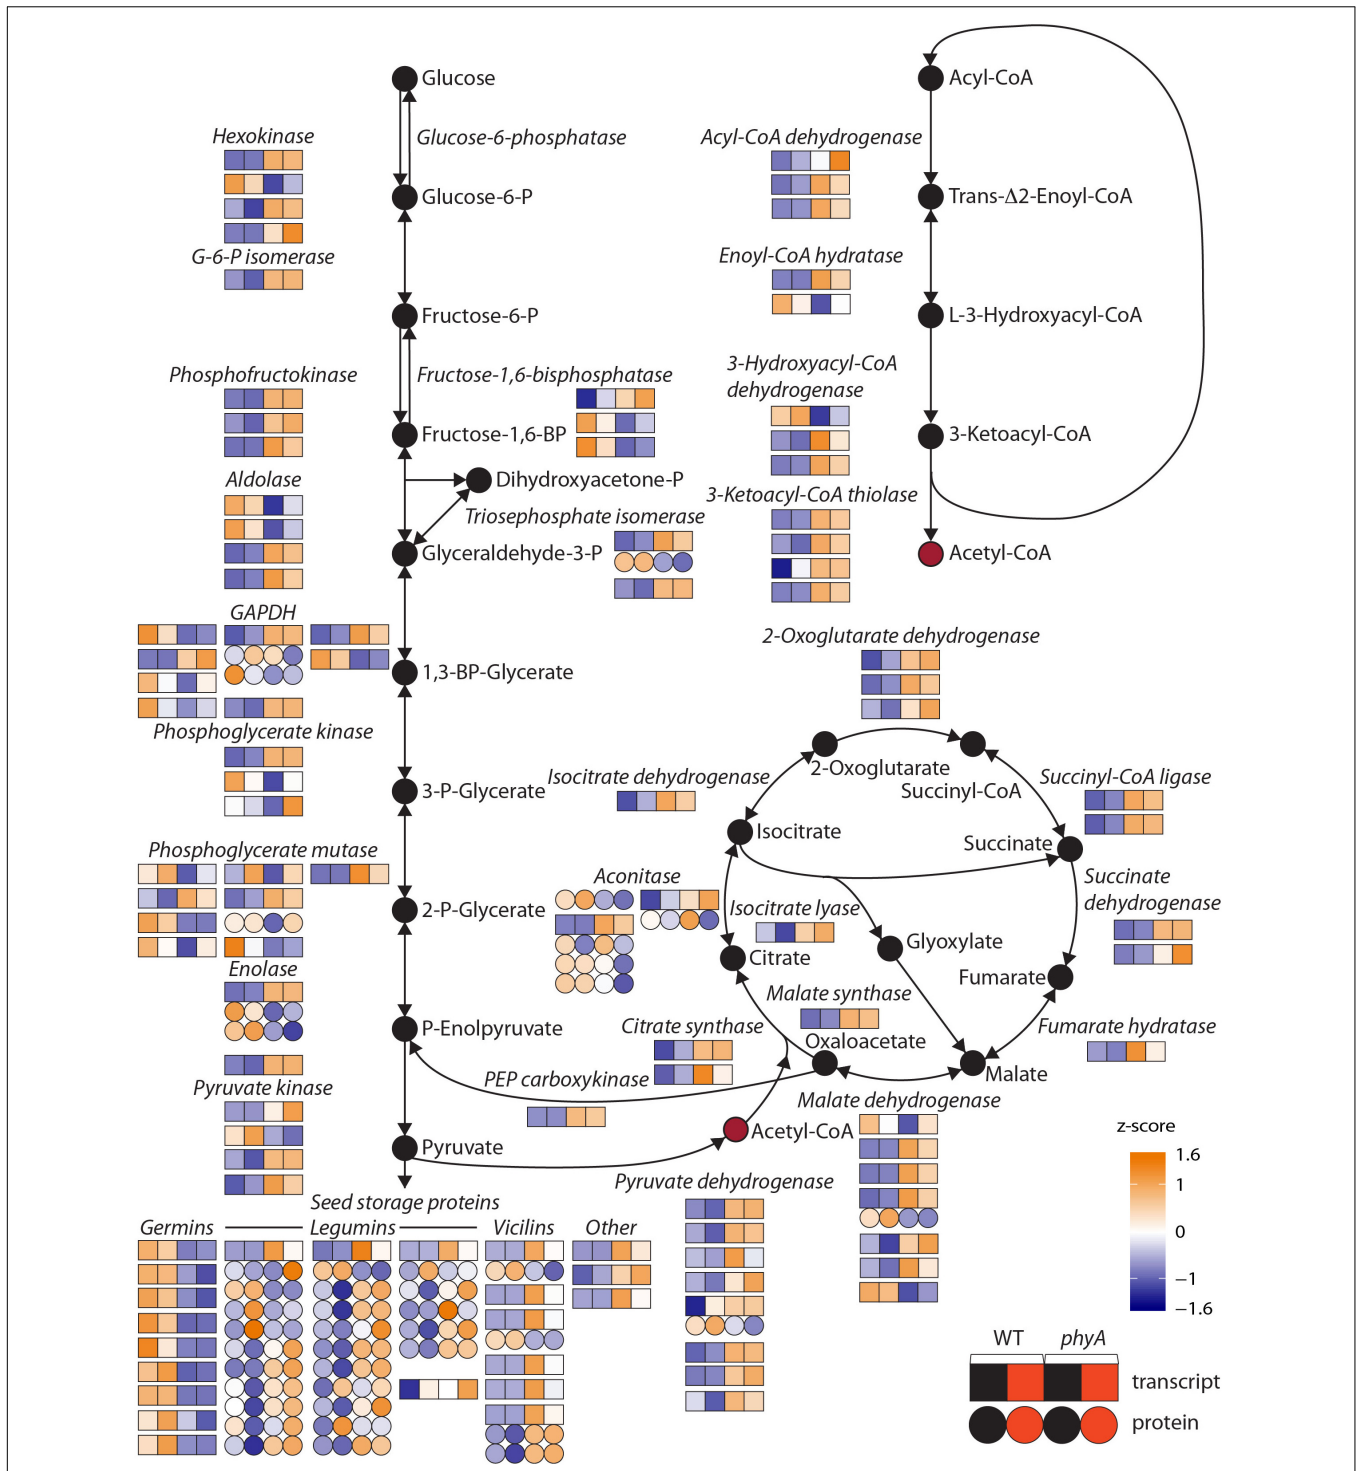 Glucose
Acyl-CoA
Hexokinase
Glucose-6-phosphatase
Acyl-CoA dehydrogenase
Glucose-6-P
Trans-Δ2-Enoyl-CoA
G-6-P isomerase
Enoyl-CoA hydratase
Fructose-6-P
L-3-Hydroxyacyl-CoA
Phosphofructokinase
Fructose-1,6-bisphosphatase
3-Hydroxyacyl-CoA
dehydrogenase
Fructose-1,6-BP
3-Ketoacyl-CoA
Aldolase
Dihydroxyacetone-P
3-Ketoacyl-CoA thiolase
Triosephosphate isomerase
Glyceraldehyde-3-P
Acetyl-CoA
GAPDH
2-Oxoglutarate dehydrogenase
1,3-BP-Glycerate
Phosphoglycerate kinase
2-Oxoglutarate
Isocitrate dehydrogenase
Succinyl-CoA ligase
3-P-Glycerate
Succinyl-CoA
Isocitrate
Succinate
Phosphoglycerate mutase
Aconitase
Succinate
dehydrogenase
2-P-Glycerate
Isocitrate lyase
Glyoxylate
Citrate
Enolase
Fumarate
Malate synthase
P-Enolpyruvate
Citrate synthase
Fumarate hydratase
Oxaloacetate
Pyruvate kinase
PEP carboxykinase
Malate
Malate dehydrogenase
Acetyl-CoA
z-score
Pyruvate
1.6
1
0
−1
−1.6
Pyruvate dehydrogenase
Seed storage proteins
Germins
Legumins
Vicilins
Other
WT
phyA
transcript
protein